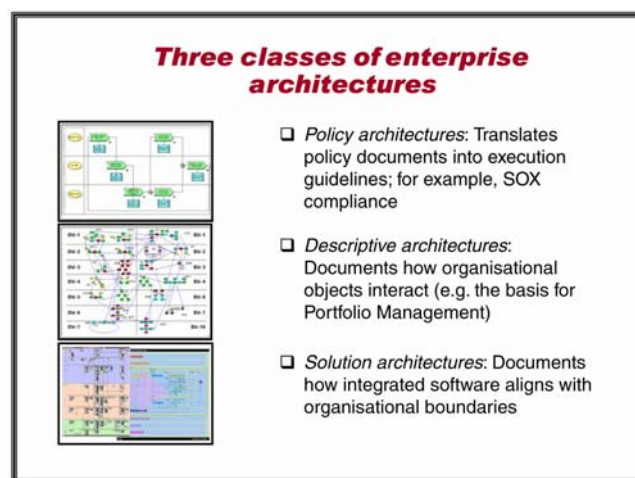 Three classes of enterprise
architectures
❑ Policy architectures: Translates
policy documents into execution
guidelines; for example, SOX
compliance
❑ Descriptive architectures:
Documents how organisational
objects interact (e.g. the basis for
Portfolio Management)
❑ Solution architectures: Documents
how integrated software aligns with
organisational boundaries